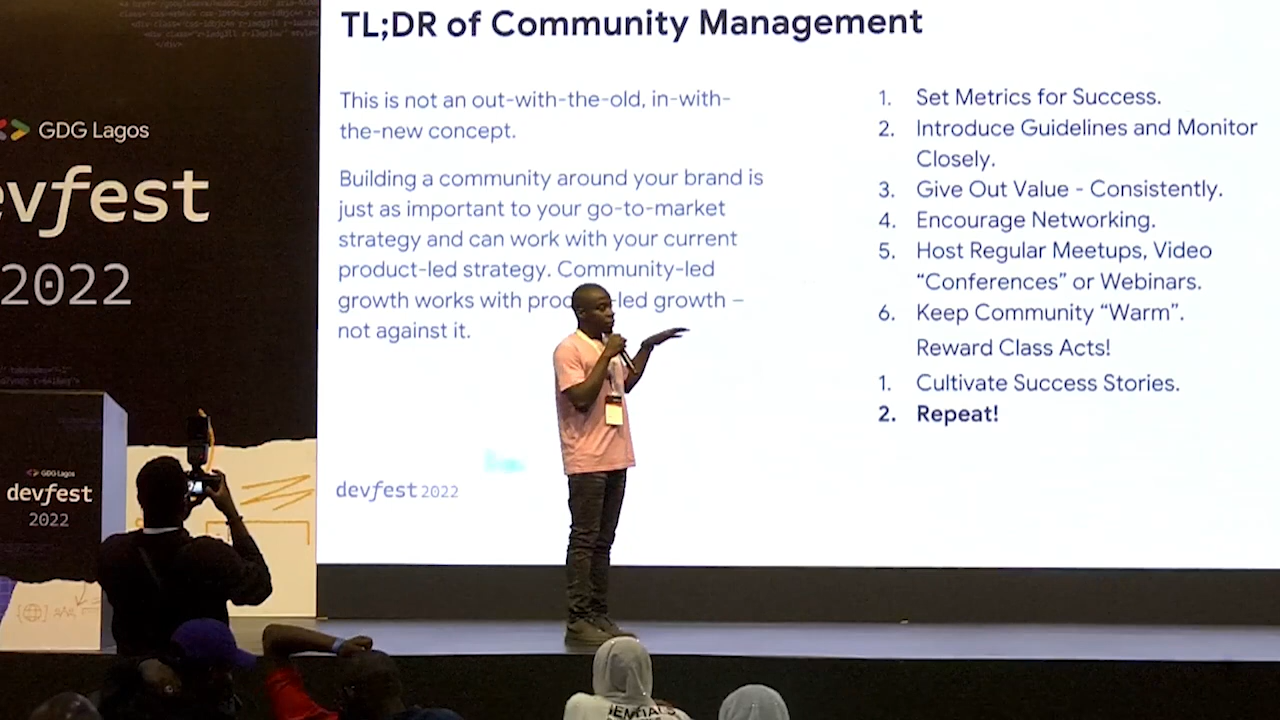 TL;DR of Community Management
This is not an out-with-the-old, in-with-
the-new concept.
Building a community around your brand is
just as important to your go-to-market
strategy and can work with your current
product-led strategy. Community-led
growth works with -led growth –
not against it.
1. Set Metrics for Success.
2. Introduce Guidelines and Monitor
Closely.
3. Give Out Value - Consistently.
4. Encourage Networking.
5. Host Regular Meetups, Video
“Conferences” or Webinars.
6. Keep Community “Warm”.
Reward Class Acts!
1. Cultivate Success Stories.
2. Repeat!
devfest 2022
GDG Lagos
evfest
2022
GDG Lagos
devfest
2022